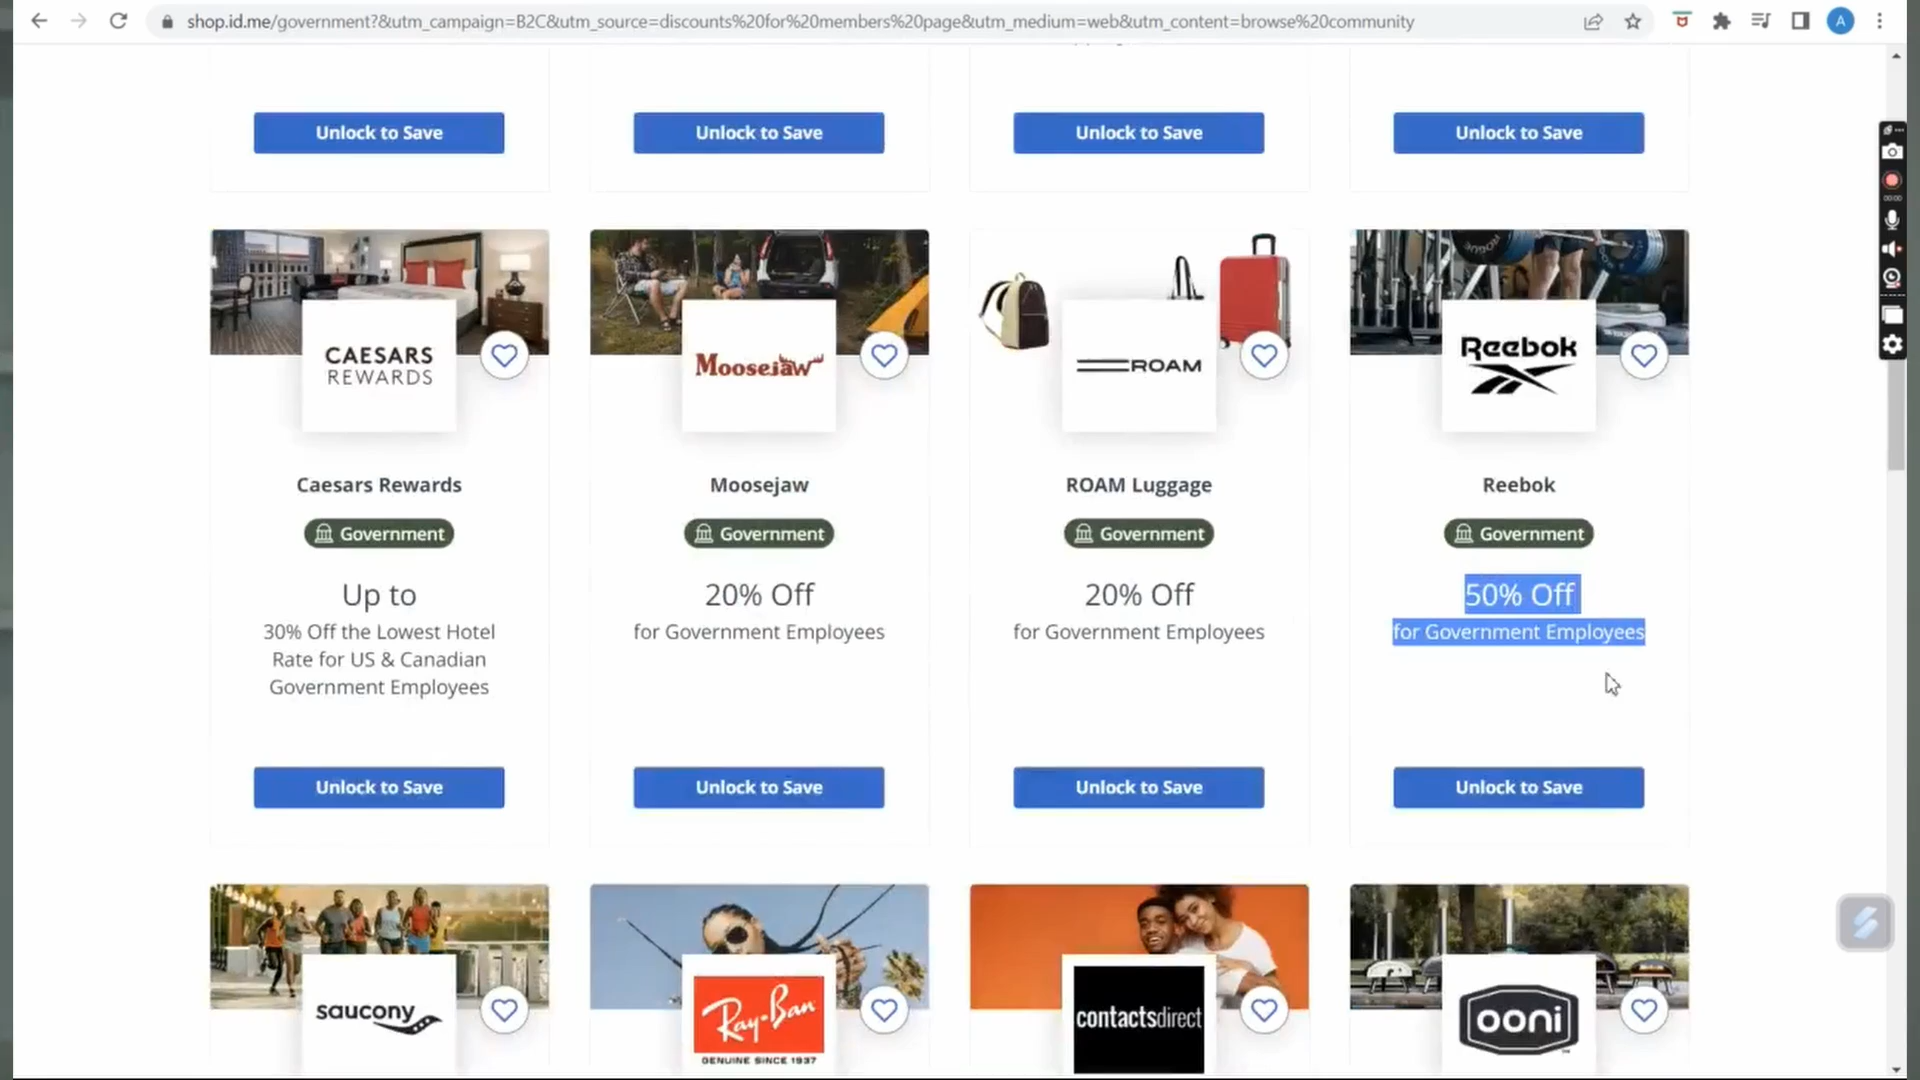 shop.id.me/government?&utm_campaign=B2C&utm_source=discounts%20for%20members%20page&utm_medium=web&utm_content=browse%20community
A
Unlock to Save
Unlock to Save
Unlock to Save
Unlock to Save
00:00
CAESARS
REWARDS
Moosejaw
ROAM
ROGUE
Reebok
Caesars Rewards
Moosejaw
ROAM Luggage
Reebok
Government
Government
Government
Government
Up to
30% Off the Lowest Hotel
Rate for US & Canadian
Government Employees
20% Off
for Government Employees
20% Off
for Government Employees
50% Off
for Government Employees
Unlock to Save
Unlock to Save
Unlock to Save
Unlock to Save
saucony
Ray-Ban
GENUINE SINCE 1937
contactsdirect
ooni